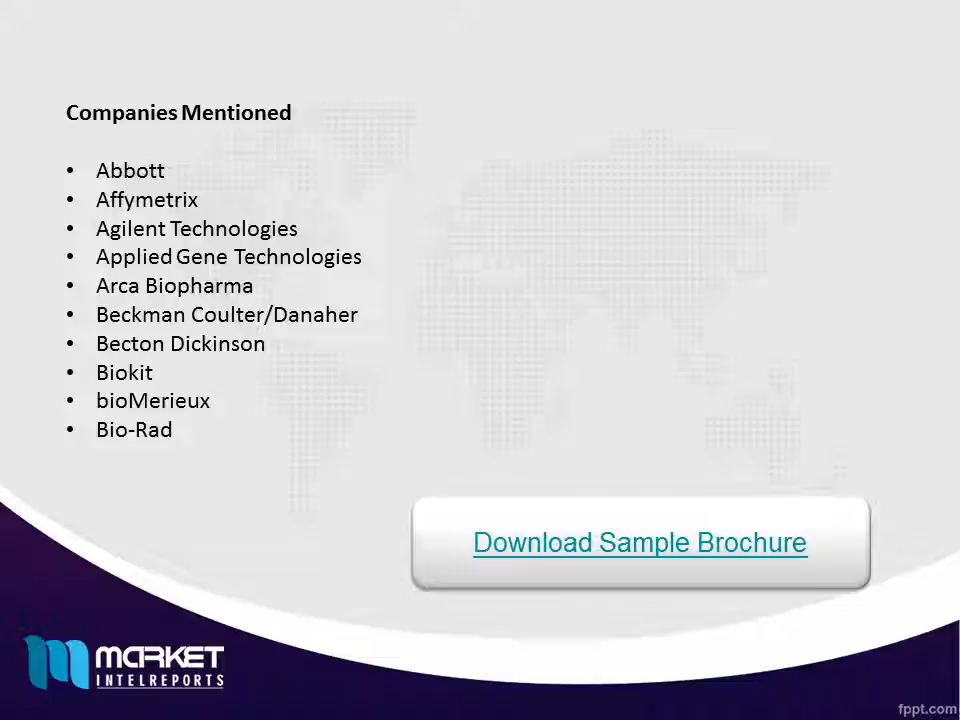 Companies Mentioned
• Abbott
• Affymetrix
• Agilent Technologies
• Applied Gene Technologies
• Arca Biopharma
• Beckman Coulter/Danaher
• Becton Dickinson
• Biokit
• bioMerieux
• Bio-Rad
Download Sample Brochure
MARKET
INTELREPORTS
fppt.com